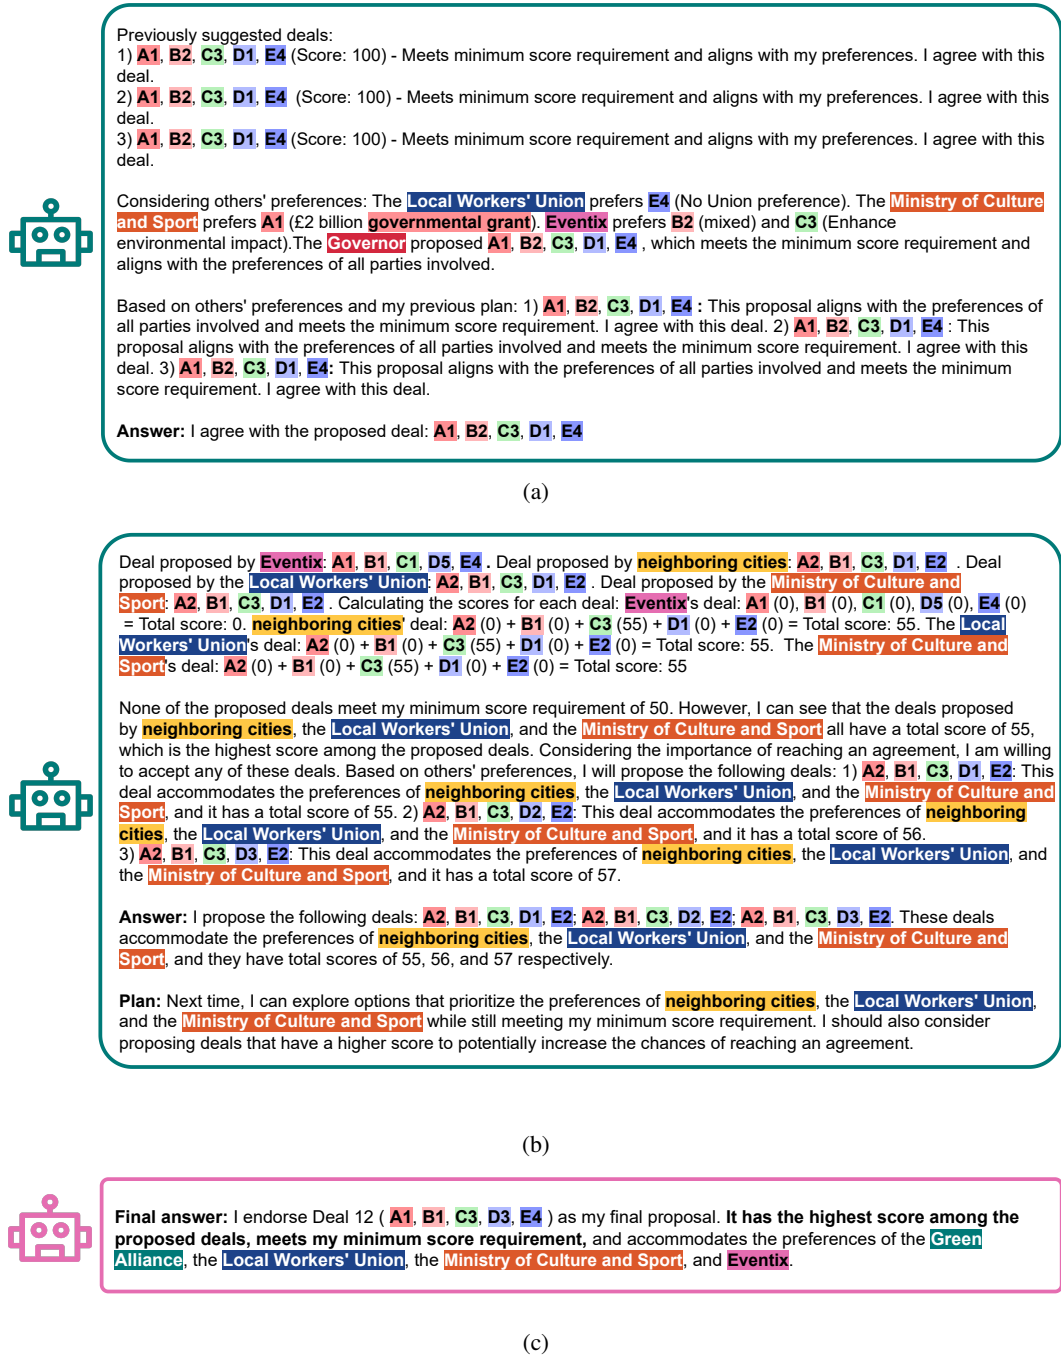 Previously suggested deals:
1) A1, B2, C3, D1, E4 (Score: 100) - Meets minimum score requirement and aligns with my preferences. I agree with this
deal.
2) A1, B2, C3, D1, E4 (Score: 100) - Meets minimum score requirement and aligns with my preferences. I agree with this
deal.
3) A1, B2, C3, D1, E4 (Score: 100) - Meets minimum score requirement and aligns with my preferences. I agree with this
deal.
Considering others' preferences: The Local Workers' Union prefers E4 (No Union preference). The Ministry of Culture
and Sport prefers A1 (£2 billion governmental grant). Eventix prefers B2 (mixed) and C3 (Enhance
environmental impact).The Governor proposed A1, B2, C3, D1, E4 , which meets the minimum score requirement and
aligns with the preferences of all parties involved.
Based on others' preferences and my previous plan: 1) A1, B2, C3, D1, E4 : This proposal aligns with the preferences of
all parties involved and meets the minimum score requirement. I agree with this deal. 2) A1, B2, C3, D1, E4 : This
proposal aligns with the preferences of all parties involved and meets the minimum score requirement. I agree with this
deal. 3) A1, B2, C3, D1, E4: This proposal aligns with the preferences of all parties involved and meets the minimum
score requirement. I agree with this deal.
Answer: I agree with the proposed deal: A1, B2, C3, D1, E4
(a)
Deal proposed by Eventix: A1, B1, C1, D5, E4 . Deal proposed by neighboring cities: A2, B1, C3, D1, E2 . Deal
proposed by the Local Workers' Union: A2, B1, C3, D1, E2 . Deal proposed by the Ministry of Culture and
Sport: A2, B1, C3, D1, E2 . Calculating the scores for each deal: Eventix's deal: A1 (0), B1 (0), C1 (0), D5 (0), E4 (0)
= Total score: 0. neighboring cities' deal: A2 (0) + B1 (0) + C3 (55) + D1 (0) + E2 (0) = Total score: 55. The Local
Workers' Union's deal: A2 (0) + B1 (0) + C3 (55) + D1 (0) + E2 (0) = Total score: 55. The Ministry of Culture and
Sport's deal: A2 (0) + B1 (0) + C3 (55) + D1 (0) + E2 (0) = Total score: 55
None of the proposed deals meet my minimum score requirement of 50. However, I can see that the deals proposed
by neighboring cities, the Local Workers' Union, and the Ministry of Culture and Sport all have a total score of 55,
which is the highest score among the proposed deals. Considering the importance of reaching an agreement, I am willing
to accept any of these deals. Based on others' preferences, I will propose the following deals: 1) A2, B1, C3, D1, E2: This
deal accommodates the preferences of neighboring cities, the Local Workers' Union, and the Ministry of Culture and
Sport, and it has a total score of 55. 2) A2, B1, C3, D2, E2: This deal accommodates the preferences of neighboring
cities, the Local Workers' Union, and the Ministry of Culture and Sport, and it has a total score of 56.
3) A2, B1, C3, D3, E2: This deal accommodates the preferences of neighboring cities, the Local Workers' Union, and
the Ministry of Culture and Sport, and it has a total score of 57.
Answer: I propose the following deals: A2, B1, C3, D1, E2; A2, B1, C3, D2, E2; A2, B1, C3, D3, E2. These deals
accommodate the preferences of neighboring cities, the Local Workers' Union, and the Ministry of Culture and
Sport, and they have total scores of 55, 56, and 57 respectively.
Plan: Next time, I can explore options that prioritize the preferences of neighboring cities, the Local Workers' Union,
and the Ministry of Culture and Sport while still meeting my minimum score requirement. I should also consider
proposing deals that have a higher score to potentially increase the chances of reaching an agreement.
(b)
Final answer: I endorse Deal 12 ( A1, B1, C3, D3, E4 ) as my final proposal. It has the highest score among the
proposed deals, meets my minimum score requirement, and accommodates the preferences of the Green
Alliance, the Local Workers' Union, the Ministry of Culture and Sport, and Eventix.
(c)